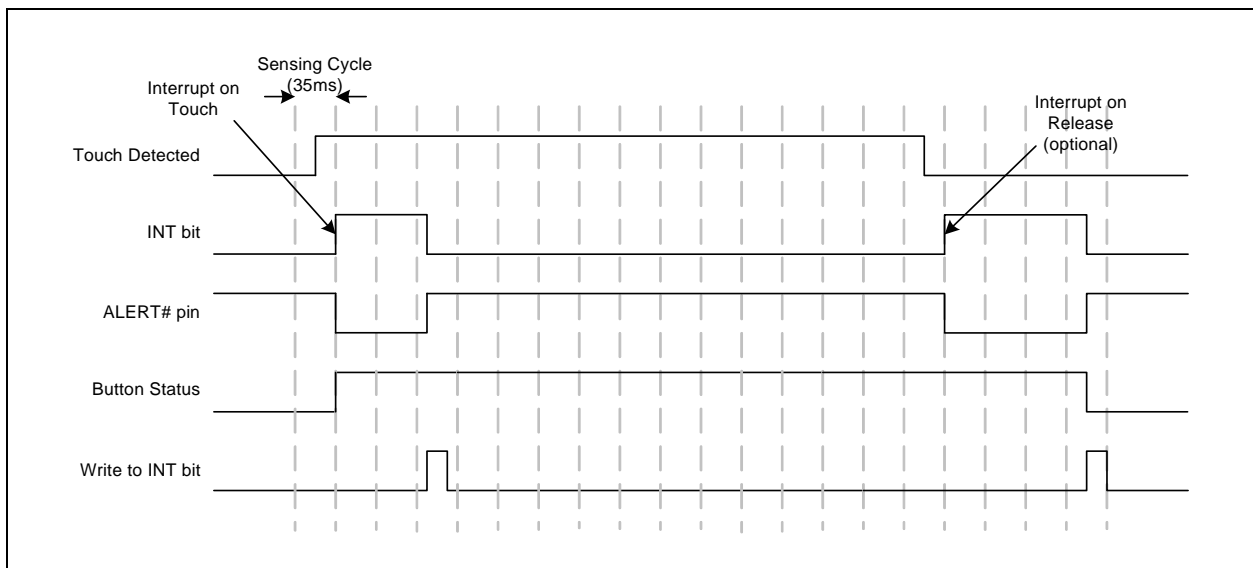 Sensing Cycle
(35ms)
Interrupt on
Touch
Interrupt on
Release
(optional)
Touch Detected
INT bit
ALERT# pin
Button Status
Write to INT bit